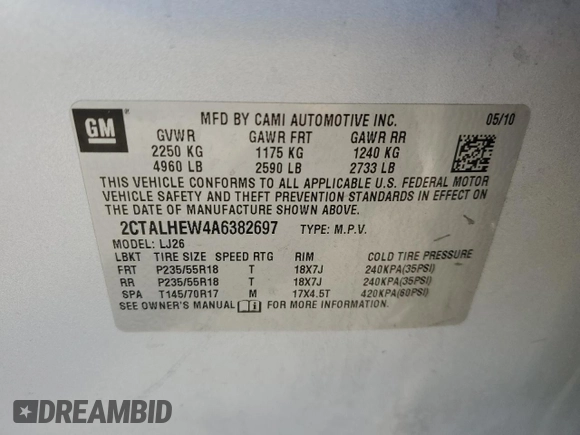 GM
MFD BY CAMI AUTOMOTIVE INC. 05/10
GVWR GAWR FRT GAWR RR
2250 KG 1175 KG 1240 KG
4960 LB 2590 LB 2733 LB
THIS VEHICLE CONFORMS TO ALL APPLICABLE U.S. FEDERAL MOTOR
VEHICLE SAFETY AND THEFT PREVENTION STANDARDS IN EFFECT ON
THE DATE OF MANUFACTURE SHOWN ABOVE.
2CTALHEW4A6382697 TYPE: M.P.V.
MODEL: LJ26
LBKT TIRE SIZE SPEED RTG RIM COLD TIRE PRESSURE
FRT P235/55R18 T 18X7J 240KPA(35PSI)
RR P235/55R18 T 18X7J 240KPA(35PSI)
SPA T145/70R17 M 17X4.5T 420KPA(60PSI)
SEE OWNER'S MANUAL FOR MORE INFORMATION.
DREAMBID